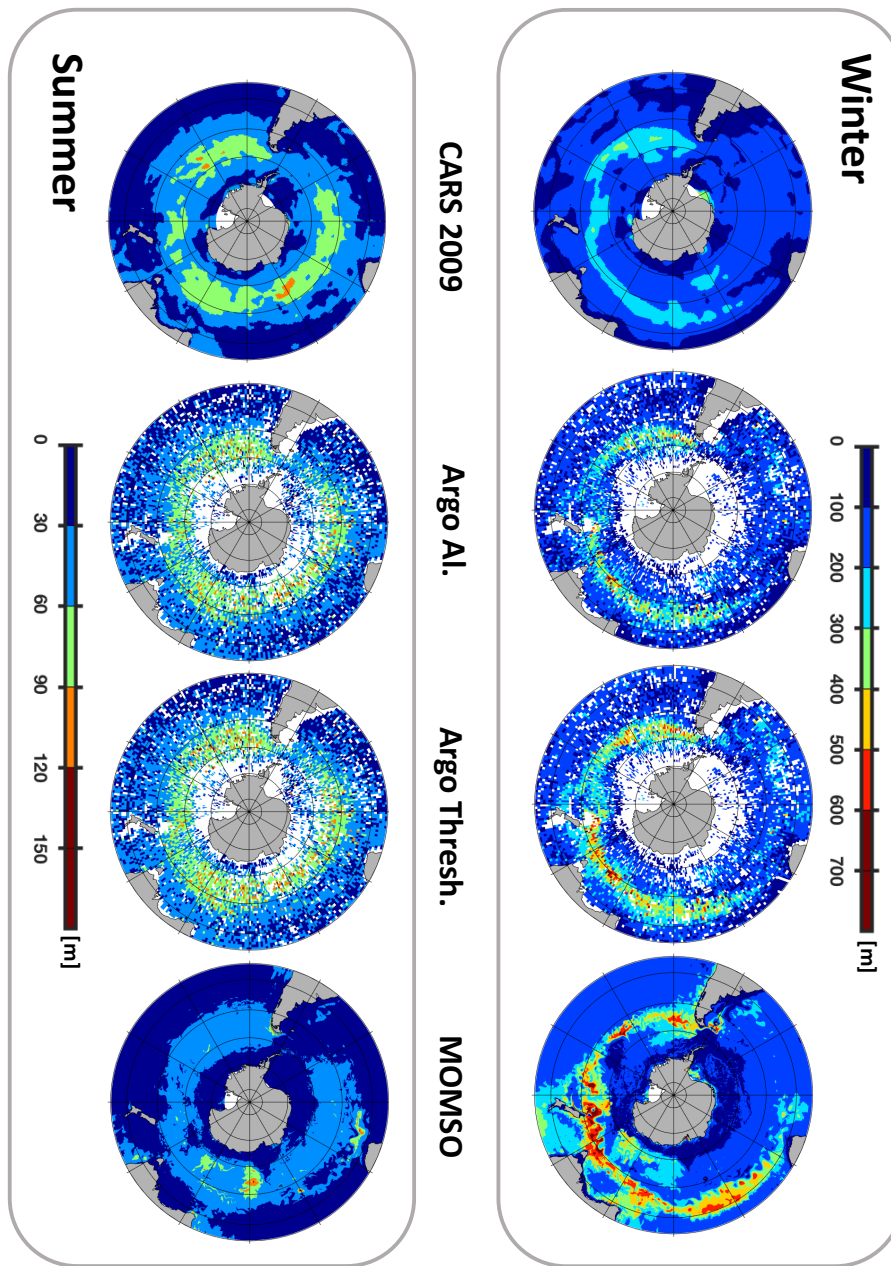 CARS 2009
Argo Al.
Argo Thresh.
MOMSO
Winter
0 100 200 300 400 500 600 700 [m]
Summer
0 30 60 90 120 150 [m]